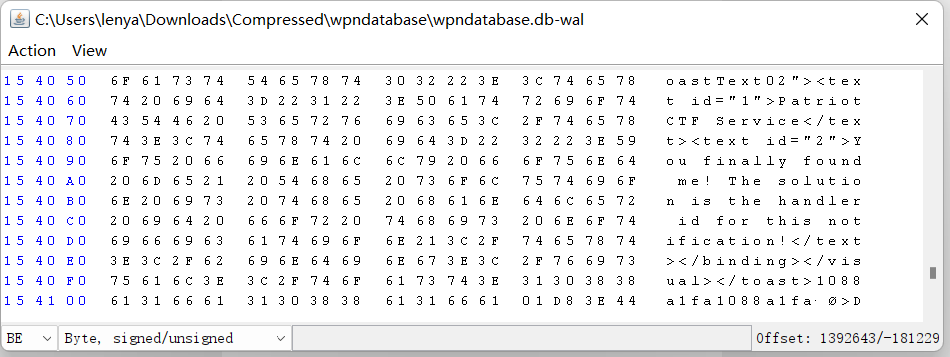 C:\Users\lenya\Downloads\Compressed\wpndatabase\wpndatabase.db-wal
Action View
15 40 50 6F 61 73 74 54 65 78 74 30 32 22 3E 3C 74 65 78 oastText02"><tex
15 40 60 74 20 69 64 3D 22 31 22 3E 50 61 74 72 69 6F 74 t id="1">Patriot
15 40 70 43 54 46 20 53 65 72 76 69 63 65 3C 2F 74 65 78 CTF Service</tex
15 40 80 74 3E 3C 74 65 78 74 20 69 64 3D 22 32 22 3E 59 t><text id="2">Y
15 40 90 6F 75 20 66 69 6E 61 6C 6C 79 20 66 6F 75 6E 64 ou finally found
15 40 A0 20 6D 65 21 20 54 68 65 20 73 6F 6C 75 74 69 6F me! The solutio
15 40 B0 6E 20 69 73 20 74 68 65 20 68 61 6E 64 6C 65 72 n is the handler
15 40 C0 20 69 64 20 66 6F 72 20 74 68 69 73 20 6E 6F 74 id for this not
15 40 D0 69 66 69 63 61 74 69 6F 6E 21 3C 2F 74 65 78 74 ification!</text
15 40 E0 3E 3C 2F 62 69 6E 64 69 6E 67 3E 3C 2F 76 69 73 ></binding></vis
15 40 F0 75 61 6C 3E 3C 2F 74 6F 61 73 74 3E 31 30 38 38 ual></toast>1088
15 41 00 61 31 66 61 31 30 38 38 61 31 66 61 01 D8 3E 44 a1fa1088a1fa·Ø>D
BE Byte, signed/unsigned Offset: 1392643/-181229